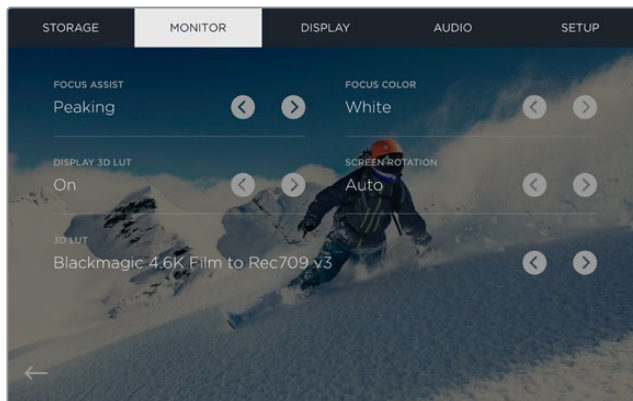 STORAGE MONITOR DISPLAY AUDIO SETUP
FOCUS ASSIST FOCUS COLOR
Peaking White
DISPLAY 3D LUT SCREEN ROTATION
On Auto
3D LUT
Blackmagic 4.6K Film to Rec709 v3